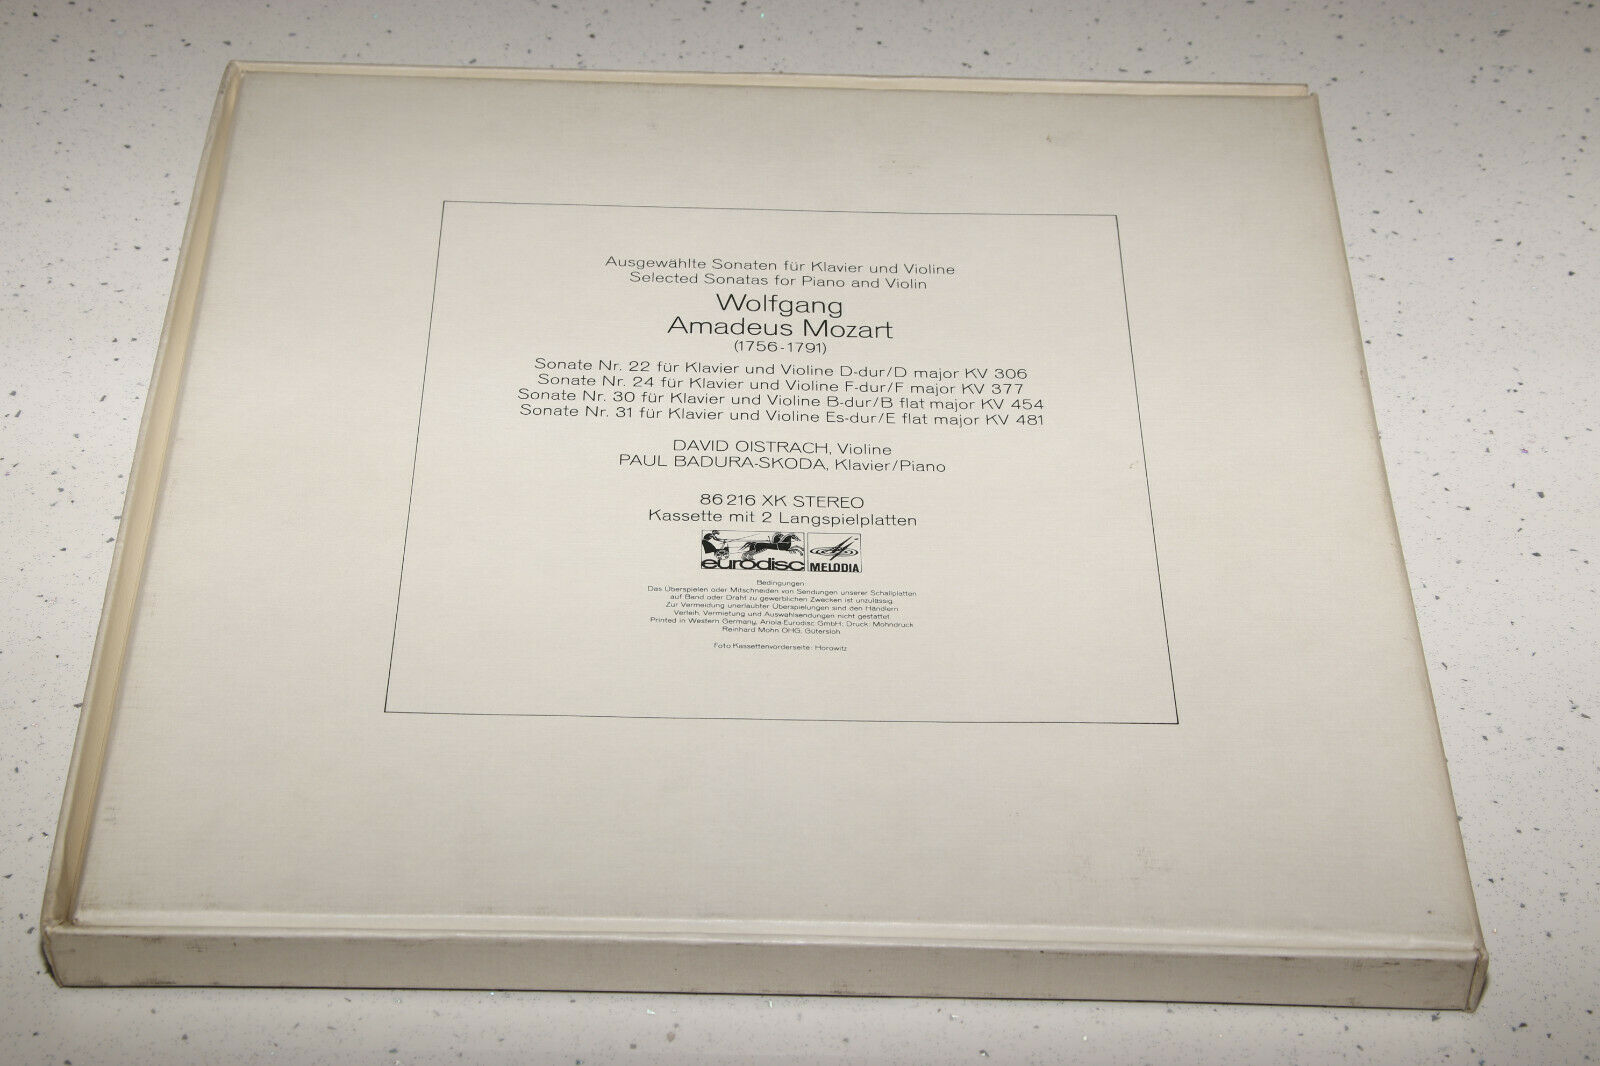 Ausgewählte Sonaten für Klavier und Violine
Selected Sonatas for Piano and Violin
Wolfgang
Amadeus Mozart
(1756-1791)
Sonate Nr. 22 für Klavier und Violine D-dur/D major KV 306
Sonate Nr. 24 für Klavier und Violine F-dur/F major KV 377
Sonate Nr. 30 für Klavier und Violine B-dur/B flat major KV 454
Sonate Nr. 31 für Klavier und Violine Es-dur/E flat major KV 481
DAVID OISTRACH, Violine
PAUL BADURA-SKODA, Klavier/Piano
86 216 XK STEREO
Kassette mit 2 Langspielplatten
eurodisc MELODIA
Bedingungen
Das Überspielen oder Mitschneiden von Sendungen unserer Schallplatten
auf Band oder Draht zu gewerblichen Zwecken ist unzulässig.
Zur Vermeidung unerlaubter Überspielungen sind den Händlern
Verleih, Vermietung und Auswahlsendungen nicht gestattet.
Printed in Western Germany, Ariola-Eurodisc GmbH; Druck: Mohndruck
Reinhard Mohn OHG, Gütersloh
Foto Kassettenvorderseite: Horowitz